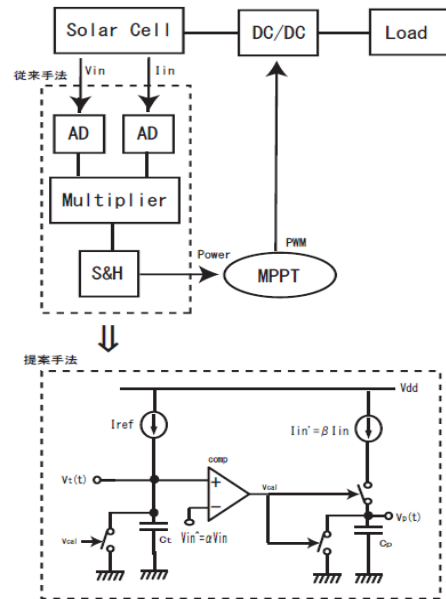 Solar Cell
DC/DC
Load
従来手法
Vin
Iin
AD
AD
Multiplier
S&H
Power
PWM
MPPT
⇓
提案手法
Vdd
Iref
Iin'=βIin
comp
Vt(t)
+
−
Vcal
Vp(t)
Vcal
Ct
Vin^=αVin
Cp